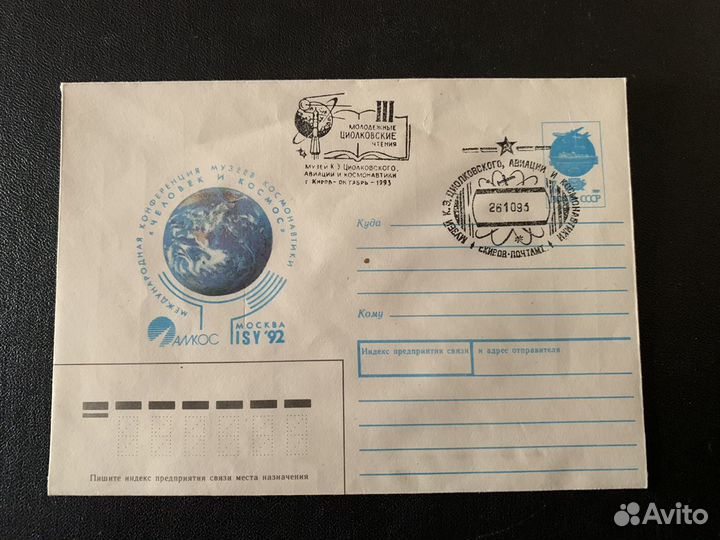 III
МОЛОДЕЖНЫЕ
ЦИОЛКОВСКИЕ
ЧТЕНИЯ
МУЗЕЙ К.Э. ЦИОЛКОВСКОГО,
АВИАЦИИ И КОСМОНАВТИКИ
Г. КИРОВ - ОКТЯБРЬ - 1993
МУЗЕЙ К.Э. ЦИОЛКОВСКОГО, АВИАЦИИ И КОСМОНАВТИКИ
261093
Г.КИРОВ - ПОЧТАМТ
СССР
МЕЖДУНАРОДНАЯ КОНФЕРЕНЦИЯ МУЗЕЕВ КОСМОНАВТИКИ
"ЧЕЛОВЕК И КОСМОС"
АМКОС
МОСКВА
ISY '92
Куда
Кому
Индекс предприятия связи и адрес отправителя
Пишите индекс предприятия связи места назначения
Avito